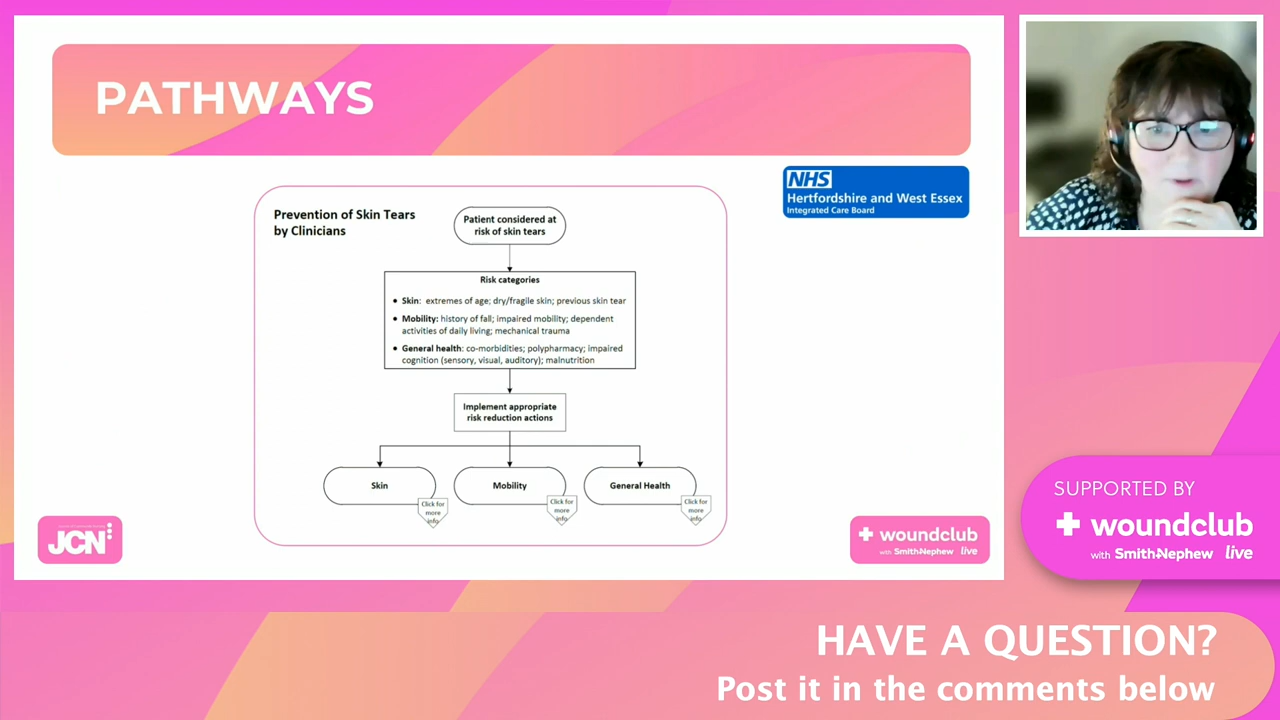 PATHWAYS
NHS
Hertfordshire and West Essex
Integrated Care Board
Prevention of Skin Tears
by Clinicians
Patient considered at
risk of skin tears
Risk categories
• Skin: extremes of age; dry/fragile skin; previous skin tear
• Mobility: history of fall; impaired mobility; dependent
activities of daily living; mechanical trauma
• General health: co-morbidities; polypharmacy; impaired
cognition (sensory, visual, auditory); malnutrition
Implement appropriate
risk reduction actions
Skin
Click for
more
info
Mobility
Click for
more
info
General Health
Click for
more
info
JCN
woundclub
with Smith+Nephew live
SUPPORTED BY
woundclub
with Smith+Nephew live
HAVE A QUESTION?
Post it in the comments below